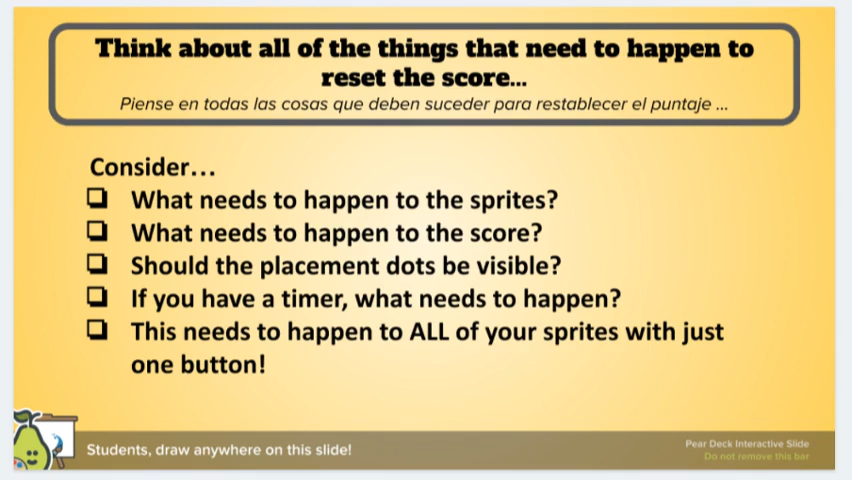 Think about all of the things that need to happen to
reset the score...
Piense en todas las cosas que deben suceder para restablecer el puntaje ...
Consider...
❏ What needs to happen to the sprites?
❏ What needs to happen to the score?
❏ Should the placement dots be visible?
❏ If you have a timer, what needs to happen?
❏ This needs to happen to ALL of your sprites with just
one button!
Students, draw anywhere on this slide!
Pear Deck Interactive Slide
Do not remove this bar